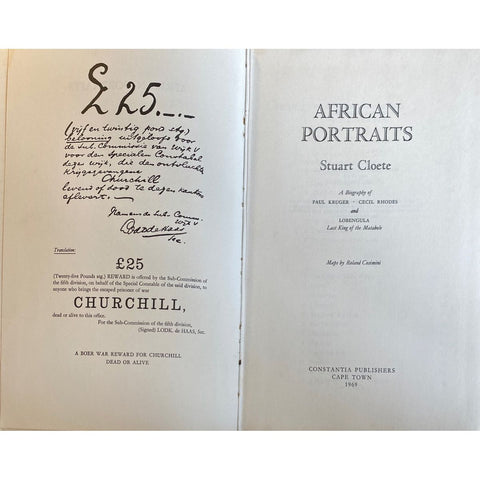 £25._._
(vijf en twintig pond stg.)
belooning uitgeloofd door
de Sub. Commissie van Wijk V
voor den Specialen Constabel
dezer wijk, die den ontvluchte
Krijgsgevangene
Churchill
levend of dood te dezen kantore
aflevert.
Namens de Sub. Comm.
Wijk V
Lodk de Haas
Sec.
Translation:
£25
(Twenty-five Pounds stg.) REWARD is offered by the Sub-Commission of
the fifth division, on behalf of the Special Constable of the said division, to
anyone who brings the escaped prisoner of war
CHURCHILL,
dead or alive to this office.
For the Sub-Commission of the fifth division,
(Signed) LODK. de HAAS, Sec.
A BOER WAR REWARD FOR CHURCHILL
DEAD OR ALIVE
AFRICAN
PORTRAITS
Stuart Cloete
A Biography of
PAUL KRUGER - CECIL RHODES
and
LOBENGULA
Last King of the Matabele
Maps by Roland Cosimini
CONSTANTIA PUBLISHERS
CAPE TOWN
1969